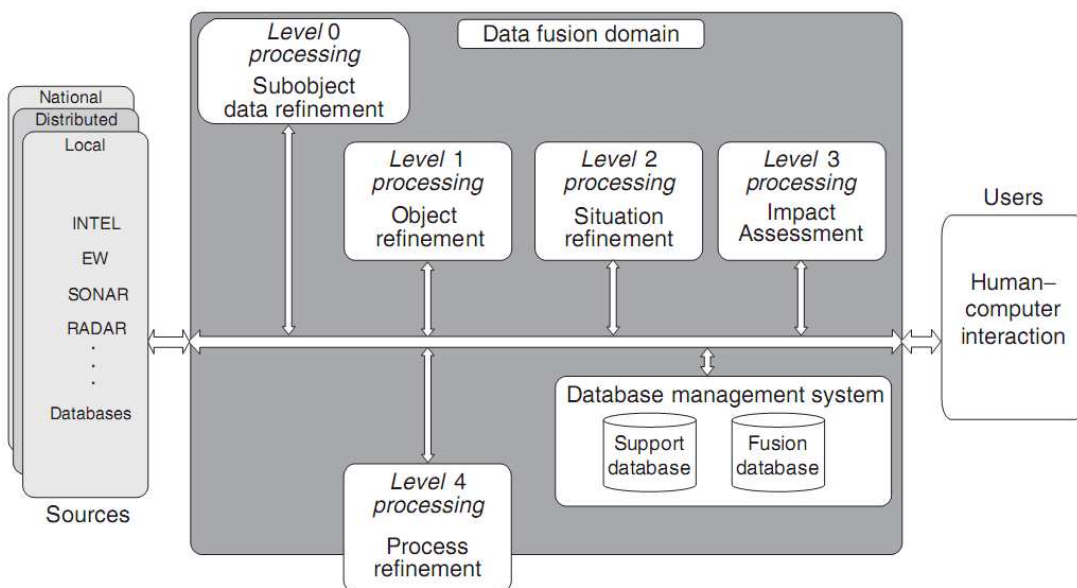 National
Distributed
Local
INTEL
EW
SONAR
RADAR
Databases
Sources
Data fusion domain
Level 0
processing
Subobject
data refinement
Level 1
processing
Object
refinement
Level 2
processing
Situation
refinement
Level 3
processing
Impact
Assessment
Level 4
processing
Process
refinement
Database management system
Support
database
Fusion
database
Users
Human–
computer
interaction